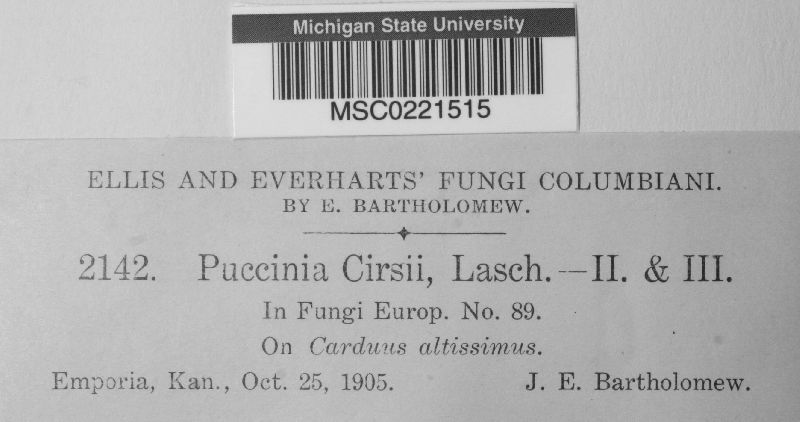 Michigan State University
MSC0221515
ELLIS AND EVERHARTS' FUNGI COLUMBIANI.
BY E. BARTHOLOMEW.
2142. Puccinia Cirsii, Lasch.—II. & III.
In Fungi Europ. No. 89.
On Carduus altissimus.
Emporia, Kan., Oct. 25, 1905. J. E. Bartholomew.